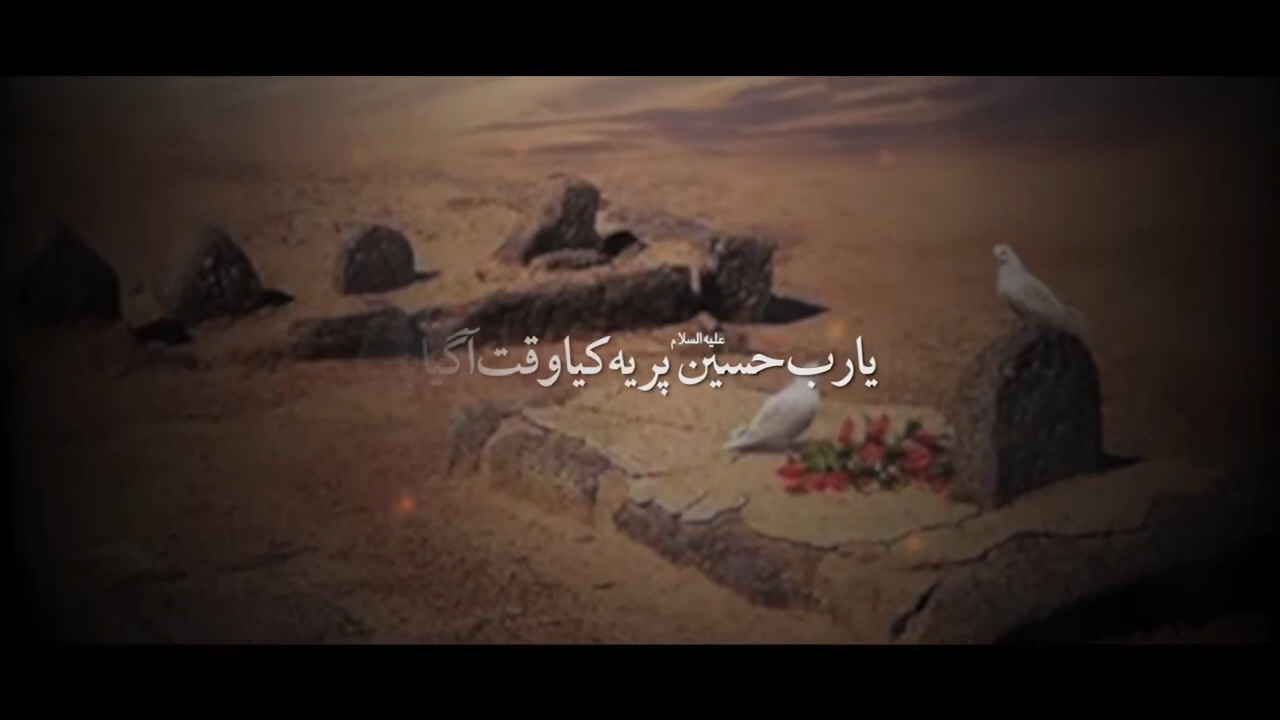 یارب حسین علیہ السلام پر یہ کیا وقت آگیا